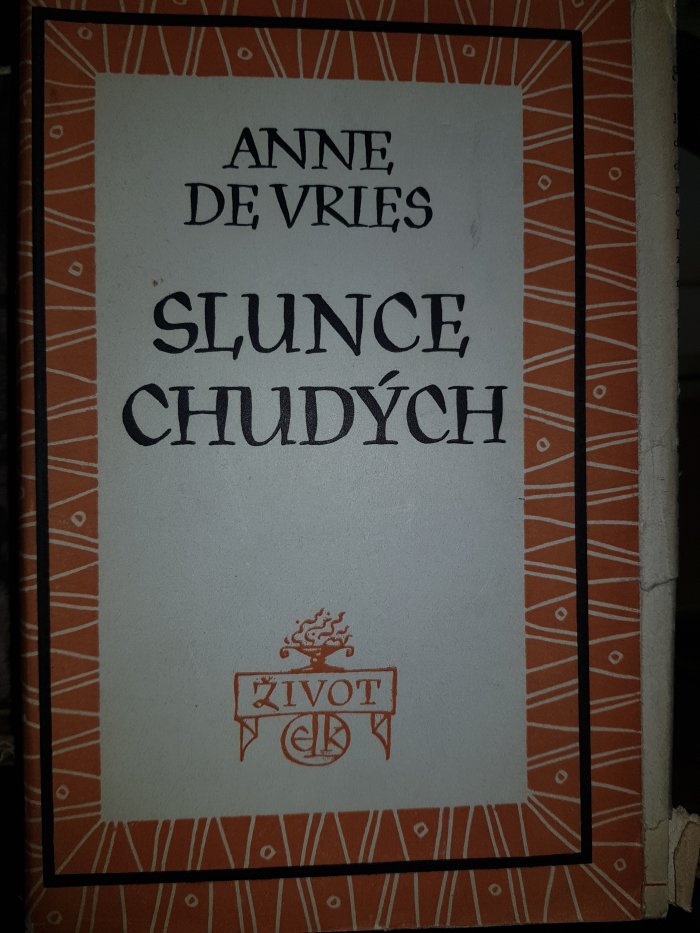 ANNE
DE VRIES
SLUNCE
CHUDÝCH
ŽIVOT
ELK